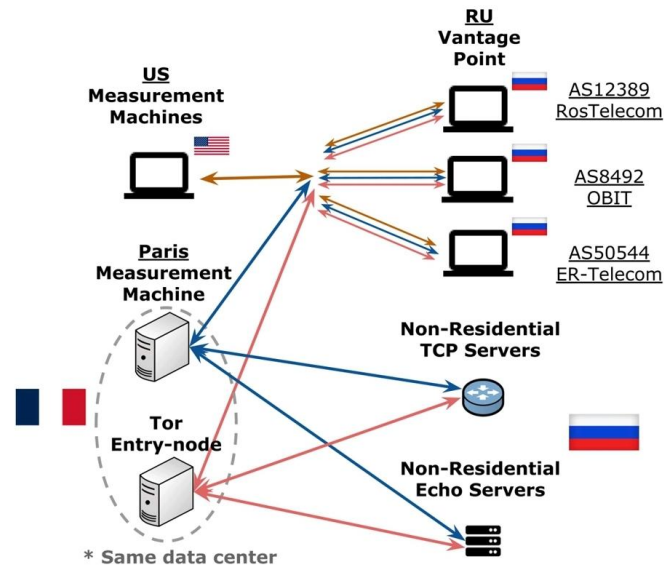 US
Measurement
Machines
RU
Vantage
Point
AS12389
RosTelecom
AS8492
OBIT
AS50544
ER-Telecom
Paris
Measurement
Machine
Non-Residential
TCP Servers
Tor
Entry-node
Non-Residential
Echo Servers
* Same data center